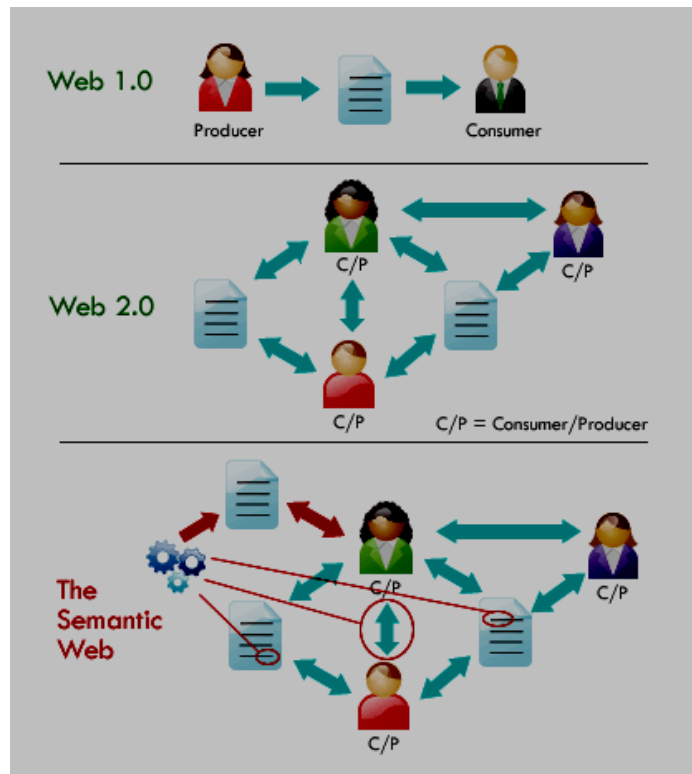 Web 1.0
Producer
Consumer
C/P
C/P
Web 2.0
C/P
C/P = Consumer/Producer
C/P
C/P
The
Semantic
Web
C/P